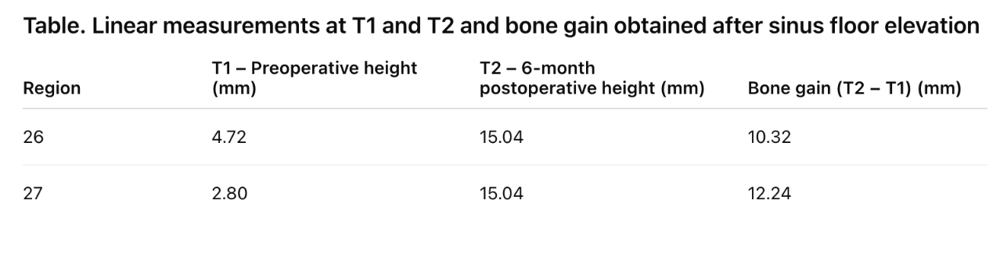 Table. Linear measurements at T1 and T2 and bone gain obtained after sinus floor elevation
Region | T1 – Preoperative height (mm) | T2 – 6-month postoperative height (mm) | Bone gain (T2 – T1) (mm)
26 | 4.72 | 15.04 | 10.32
27 | 2.80 | 15.04 | 12.24